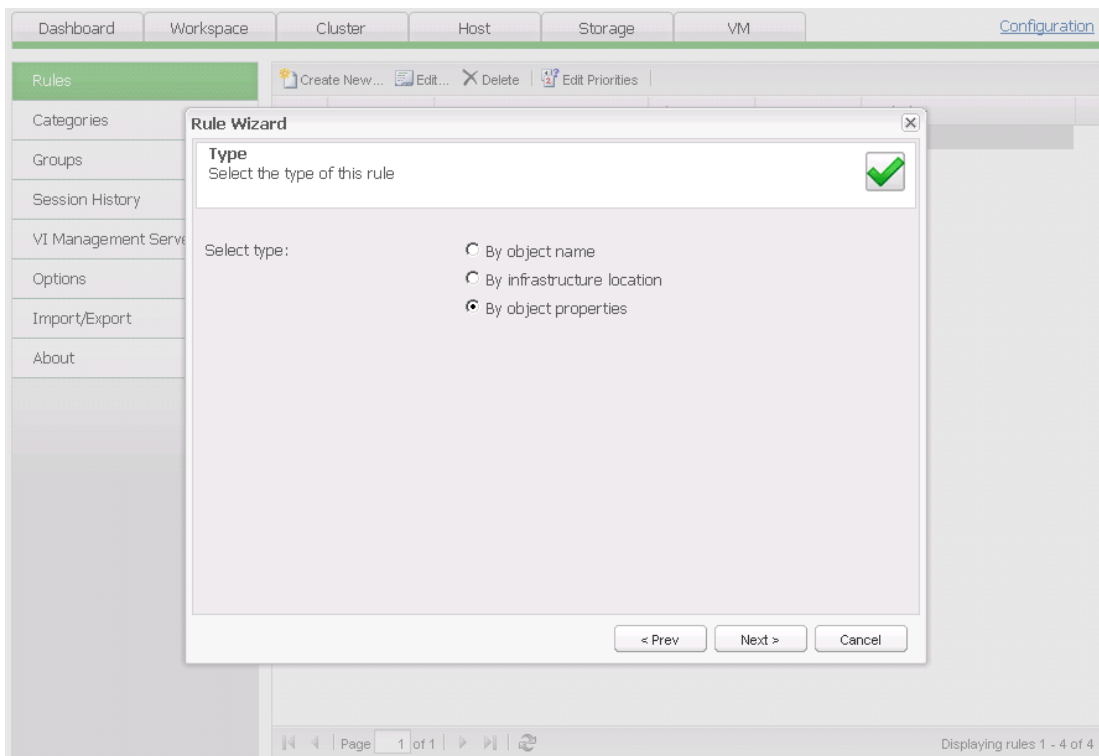 Dashboard Workspace Cluster Host Storage VM Configuration
Rules
Create New... Edit... Delete Edit Priorities
Categories
Groups
Session History
VI Management Serve
Options
Import/Export
About
Rule Wizard
Type
Select the type of this rule
Select type:
By object name
By infrastructure location
By object properties
< Prev Next > Cancel
Page 1 of 1
Displaying rules 1 - 4 of 4